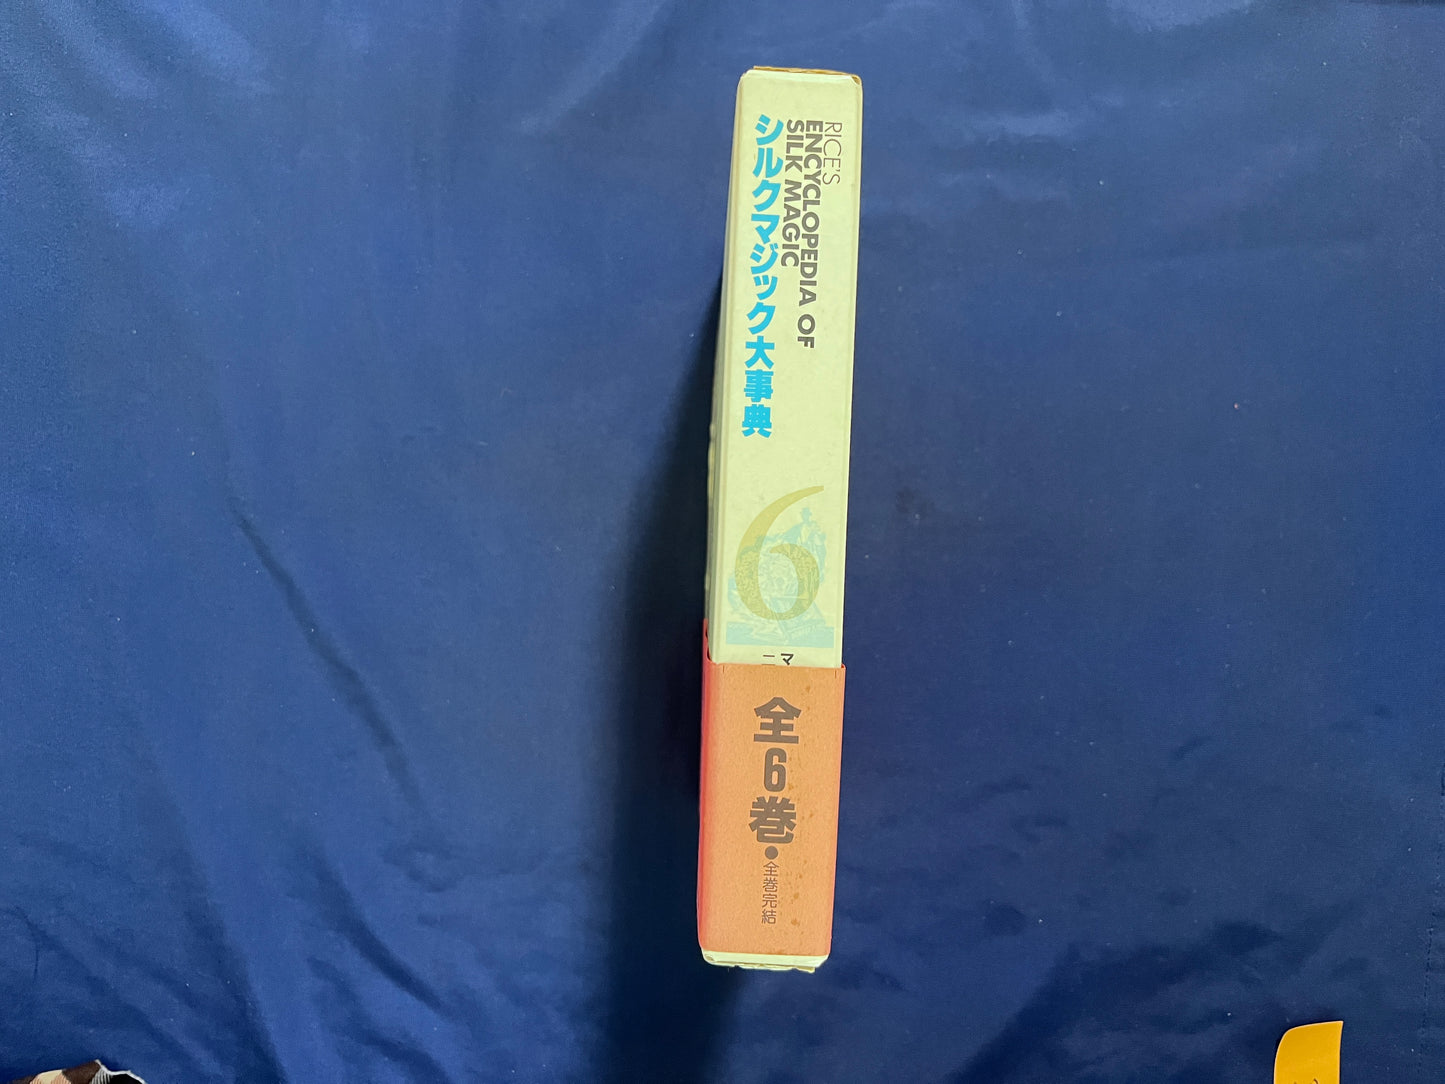 RICE'S
ENCYCLOPEDIA OF
SILK MAGIC
シルクマジック大事典
6
マ
全6巻●全巻完結